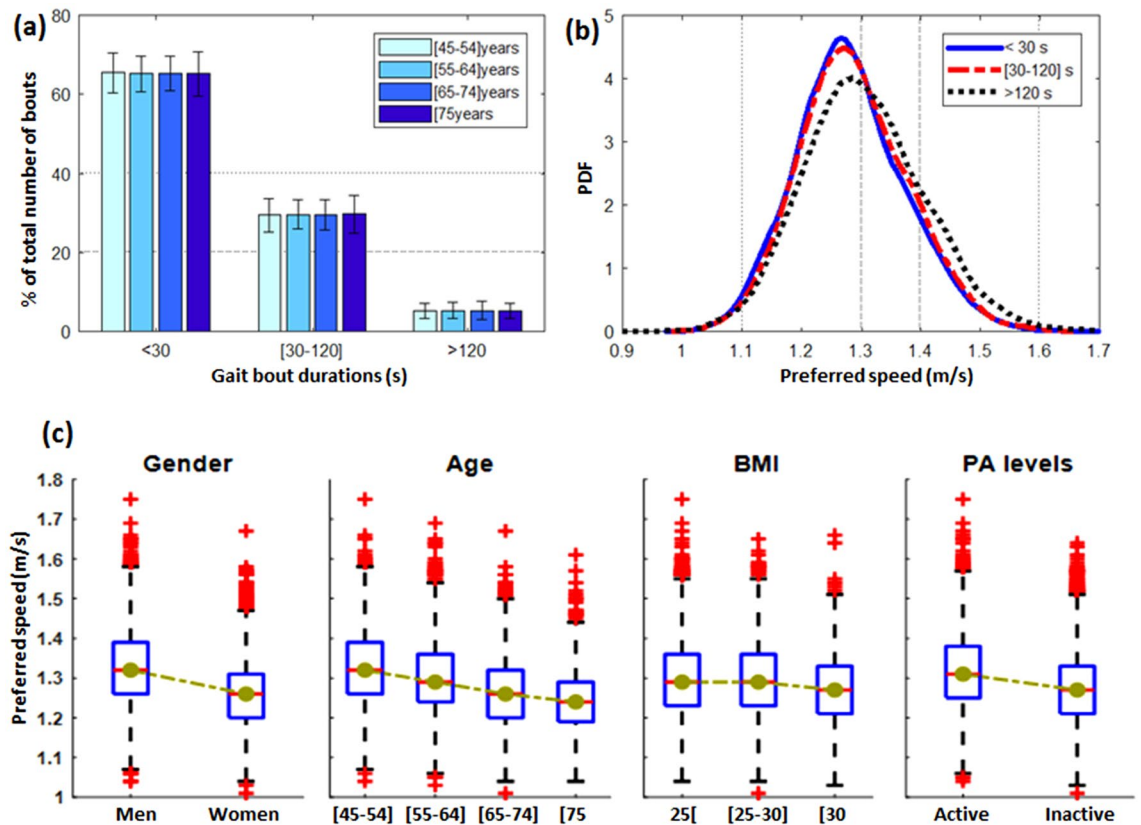 (a)
80
60
40
20
0
% of total number of bouts
[45-54]years
[55-64]years
[65-74]years
[75years
<30
[30-120]
>120
Gait bout durations (s)
(b)
5
4
3
2
1
0
PDF
< 30 s
[30-120] s
>120 s
0.9
1
1.1
1.2
1.3
1.4
1.5
1.6
1.7
Preferred speed (m/s)
(c)
Gender
Age
BMI
PA levels
Preferred speed (m/s)
1.8
1.7
1.6
1.5
1.4
1.3
1.2
1.1
1
Men
Women
[45-54]
[55-64]
[65-74]
[75
25[
[25-30]
[30
Active
Inactive